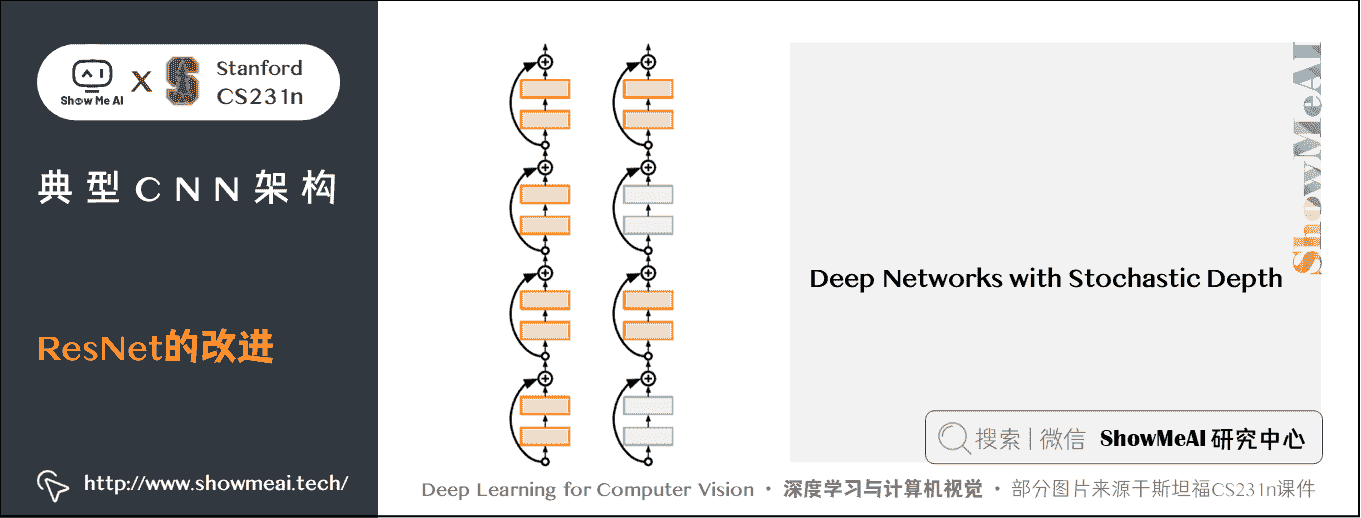 Show Me AI
X
S
Stanford
CS231n
典型CNN架构
ResNet的改进
http://www.showmeai.tech/
ShowMeAI
Deep Networks with Stochastic Depth
搜索 | 微信 ShowMeAI 研究中心
Deep Learning for Computer Vision · 深度学习与计算机视觉 · 部分图片来源于斯坦福CS231n课件